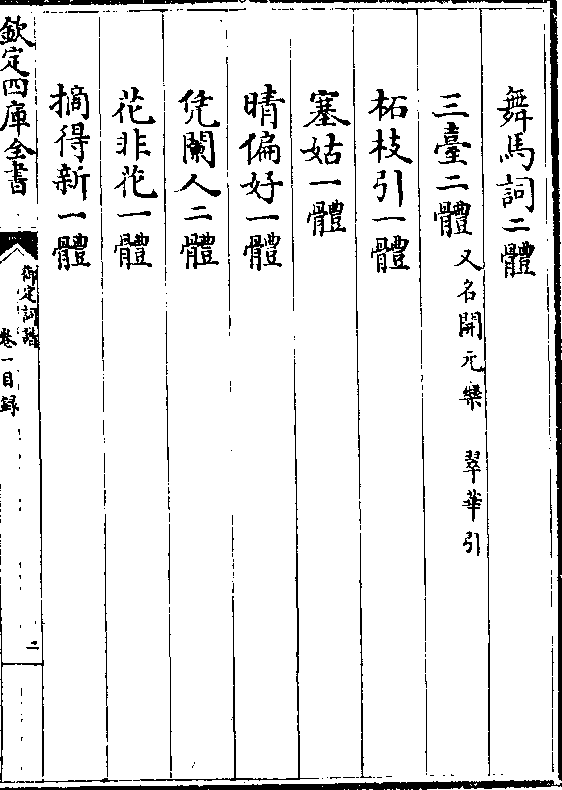 舞馬詞二體
三臺二體又名開元樂 翠華引
柘枝引一體
塞姑一體
晴偏好一體
凭闌人二體
花非花一體
摘得新一體
欽定四庫全書
御定詞譜
卷一目録
二